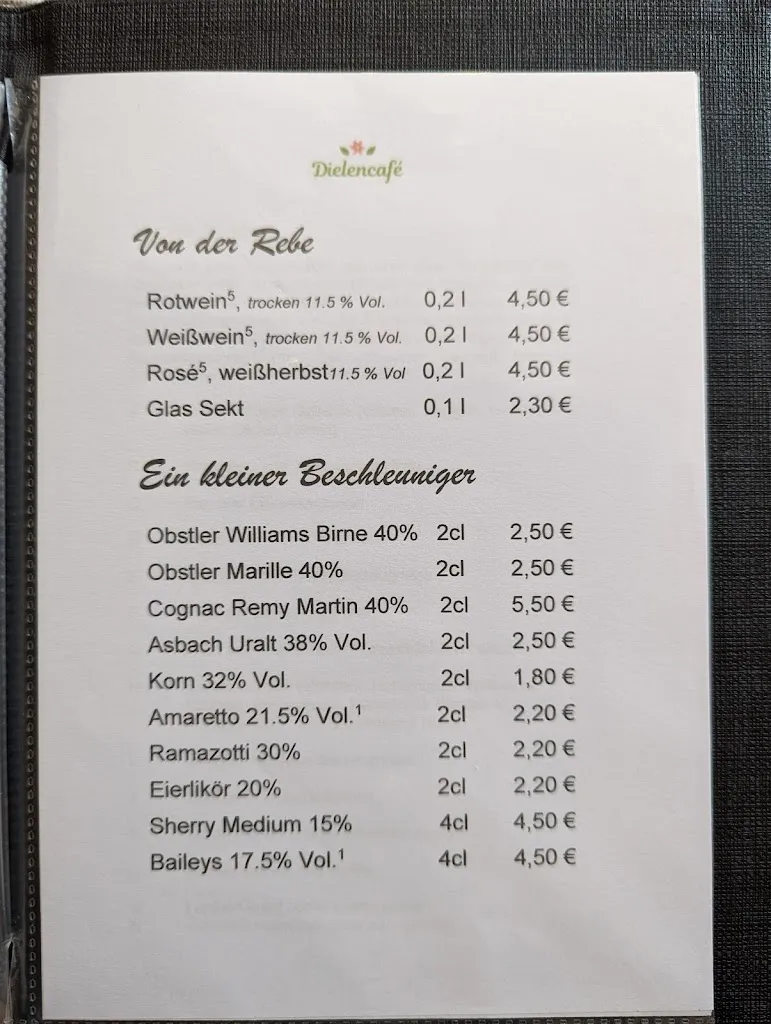 Dielencafé
Von der Rebe
Rotwein⁵, trocken 11.5 % Vol. 0,2 l 4,50 €
Weißwein⁵, trocken 11.5 % Vol. 0,2 l 4,50 €
Rosé⁵, weißherbst11.5 % Vol 0,2 l 4,50 €
Glas Sekt 0,1 l 2,30 €
Ein kleiner Beschleuniger
Obstler Williams Birne 40% 2cl 2,50 €
Obstler Marille 40% 2cl 2,50 €
Cognac Remy Martin 40% 2cl 5,50 €
Asbach Uralt 38% Vol. 2cl 2,50 €
Korn 32% Vol. 2cl 1,80 €
Amaretto 21.5% Vol.¹ 2cl 2,20 €
Ramazotti 30% 2cl 2,20 €
Eierlikör 20% 2cl 2,20 €
Sherry Medium 15% 4cl 4,50 €
Baileys 17.5% Vol.¹ 4cl 4,50 €